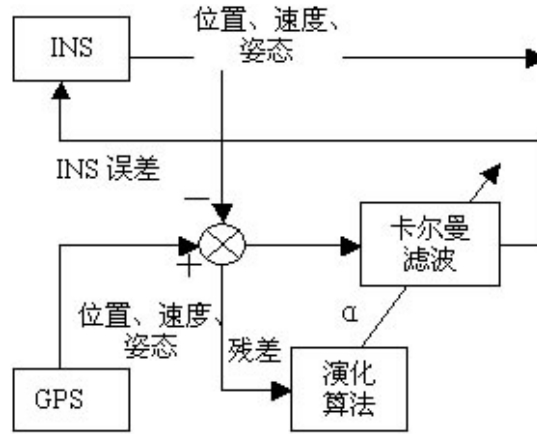 INS
位置、速度、
姿态
INS 误差
−
+
卡尔曼
滤波
位置、速度、
姿态
残差
α
GPS
演化
算法